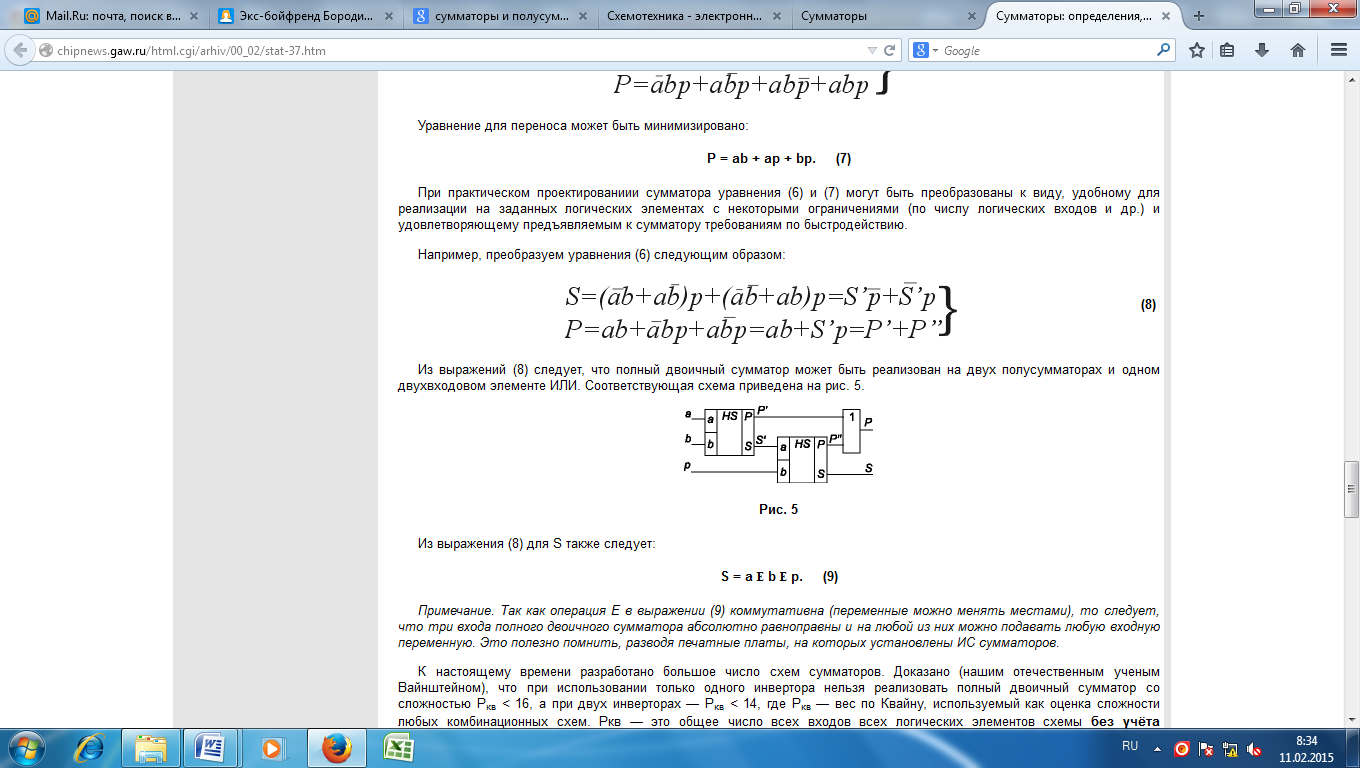 Mail.Ru: почта, поиск в...
Экс-бойфренд Бороди...
сумматоры и полусум...
Схемотехника - электронн...
Сумматоры
Сумматоры: определения,...
chipnews.gaw.ru/html.cgi/arhiv/00_02/stat-37.htm
Google
P=a̅bp+ab̅p+abp̅+abp }
Уравнение для переноса может быть минимизировано:
P = ab + ap + bp. (7)
При практическом проектированиии сумматора уравнения (6) и (7) могут быть преобразованы к виду, удобному для
реализации на заданных логических элементах с некоторыми ограничениями (по числу логических входов и др.) и
удовлетворяющему предъявляемым к сумматору требованиям по быстродействию.
Например, преобразуем уравнения (6) следующим образом:
S=(a̅b+ab̅)p+(a̅b̅+ab)p=S’p̅+S̅’p
P=ab+a̅bp+ab̅p=ab+S’p=P’+P” } (8)
Из выражений (8) следует, что полный двоичный сумматор может быть реализован на двух полусумматорах и одном
двухвходовом элементе ИЛИ. Соответствующая схема приведена на рис. 5.
a a HS P P' 1 P
b b S S' a HS P P''
p b S S
Рис. 5
Из выражения (8) для S также следует:
S = a E b E p. (9)
Примечание. Так как операция E в выражении (9) коммутативна (переменные можно менять местами), то следует,
что три входа полного двоичного сумматора абсолютно равноправны и на любой из них можно подавать любую входную
переменную. Это полезно помнить, разводя печатные платы, на которых установлены ИС сумматоров.
К настоящему времени разработано большое число схем сумматоров. Доказано (нашим отечественным ученым
Вайнштейном), что при использовании только одного инвертора нельзя реализовать полный двоичный сумматор со
сложностью Pкв < 16, а при двух инверторах — Pкв < 14, где Pкв — вес по Квайну, используемый как оценка сложности
любых комбинационных схем. Ркв — это общее число всех входов всех логических элементов схемы без учёта
RU
8:34
11.02.2015